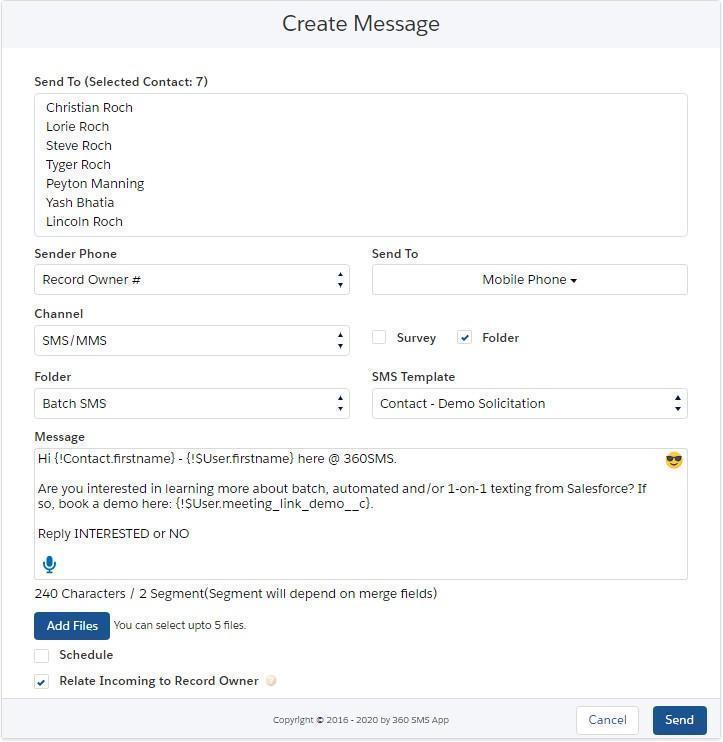 Create Message
Send To (Selected Contact: 7)
Christian Roch
Lorie Roch
Steve Roch
Tyger Roch
Peyton Manning
Yash Bhatia
Lincoln Roch
Sender Phone
Send To
Record Owner #
Mobile Phone
Channel
SMS/MMS
Survey
Folder
Folder
SMS Template
Batch SMS
Contact - Demo Solicitation
Message
Hi {!Contact.firstname} - {!$User.firstname} here @ 360SMS.
Are you interested in learning more about batch, automated and/or 1-on-1 texting from Salesforce? If
so, book a demo here: {!$User.meeting_link_demo__c}.
Reply INTERESTED or NO
240 Characters / 2 Segment(Segment will depend on merge fields)
Add Files
You can select upto 5 files.
Schedule
Relate Incoming to Record Owner
Copyright © 2016 - 2020 by 360 SMS App
Cancel
Send